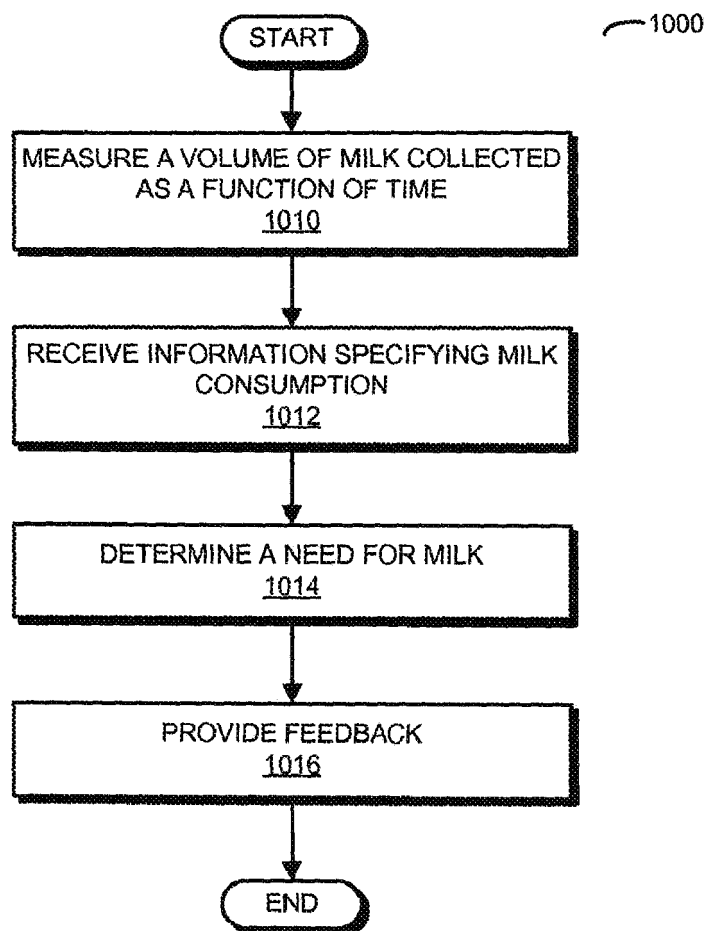 START
1000
MEASURE A VOLUME OF MILK COLLECTED
AS A FUNCTION OF TIME
1010
RECEIVE INFORMATION SPECIFYING MILK
CONSUMPTION
1012
DETERMINE A NEED FOR MILK
1014
PROVIDE FEEDBACK
1016
END